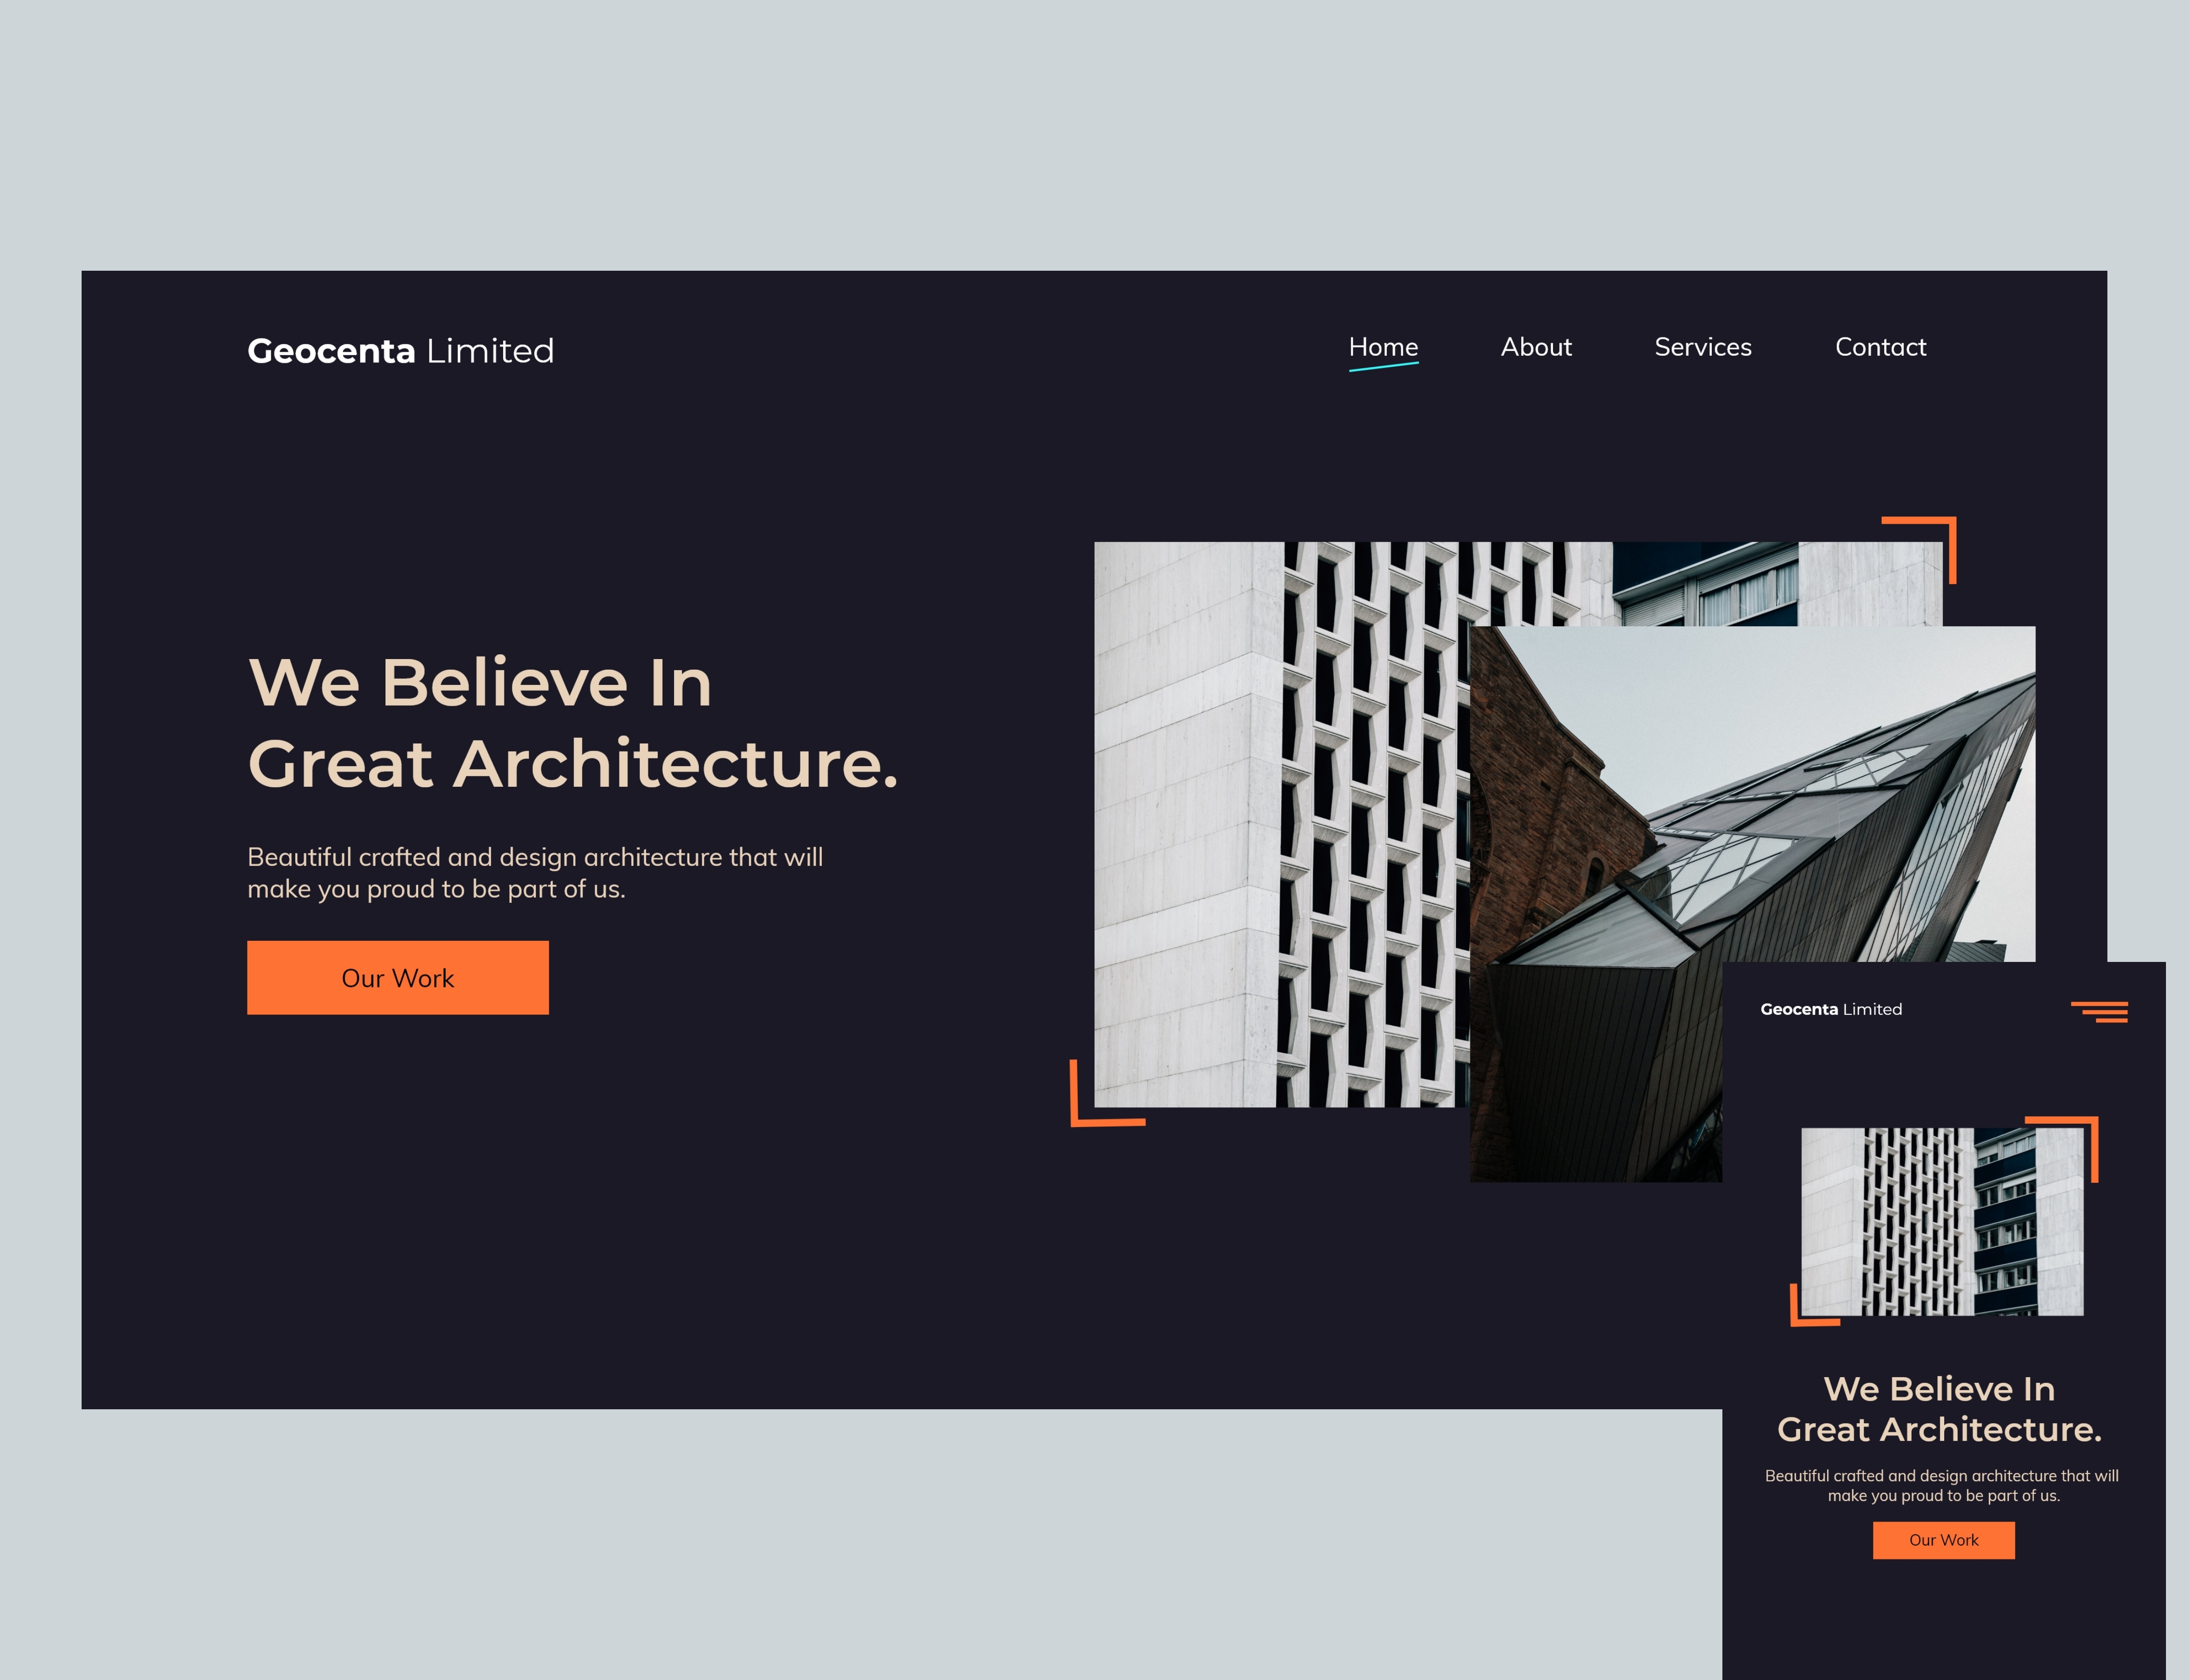 Geocenta Limited
Home About Services Contact
We Believe In
Great Architecture.
Beautiful crafted and design architecture that will
make you proud to be part of us.
Our Work
Geocenta Limited
We Believe In
Great Architecture.
Beautiful crafted and design architecture that will
make you proud to be part of us.
Our Work